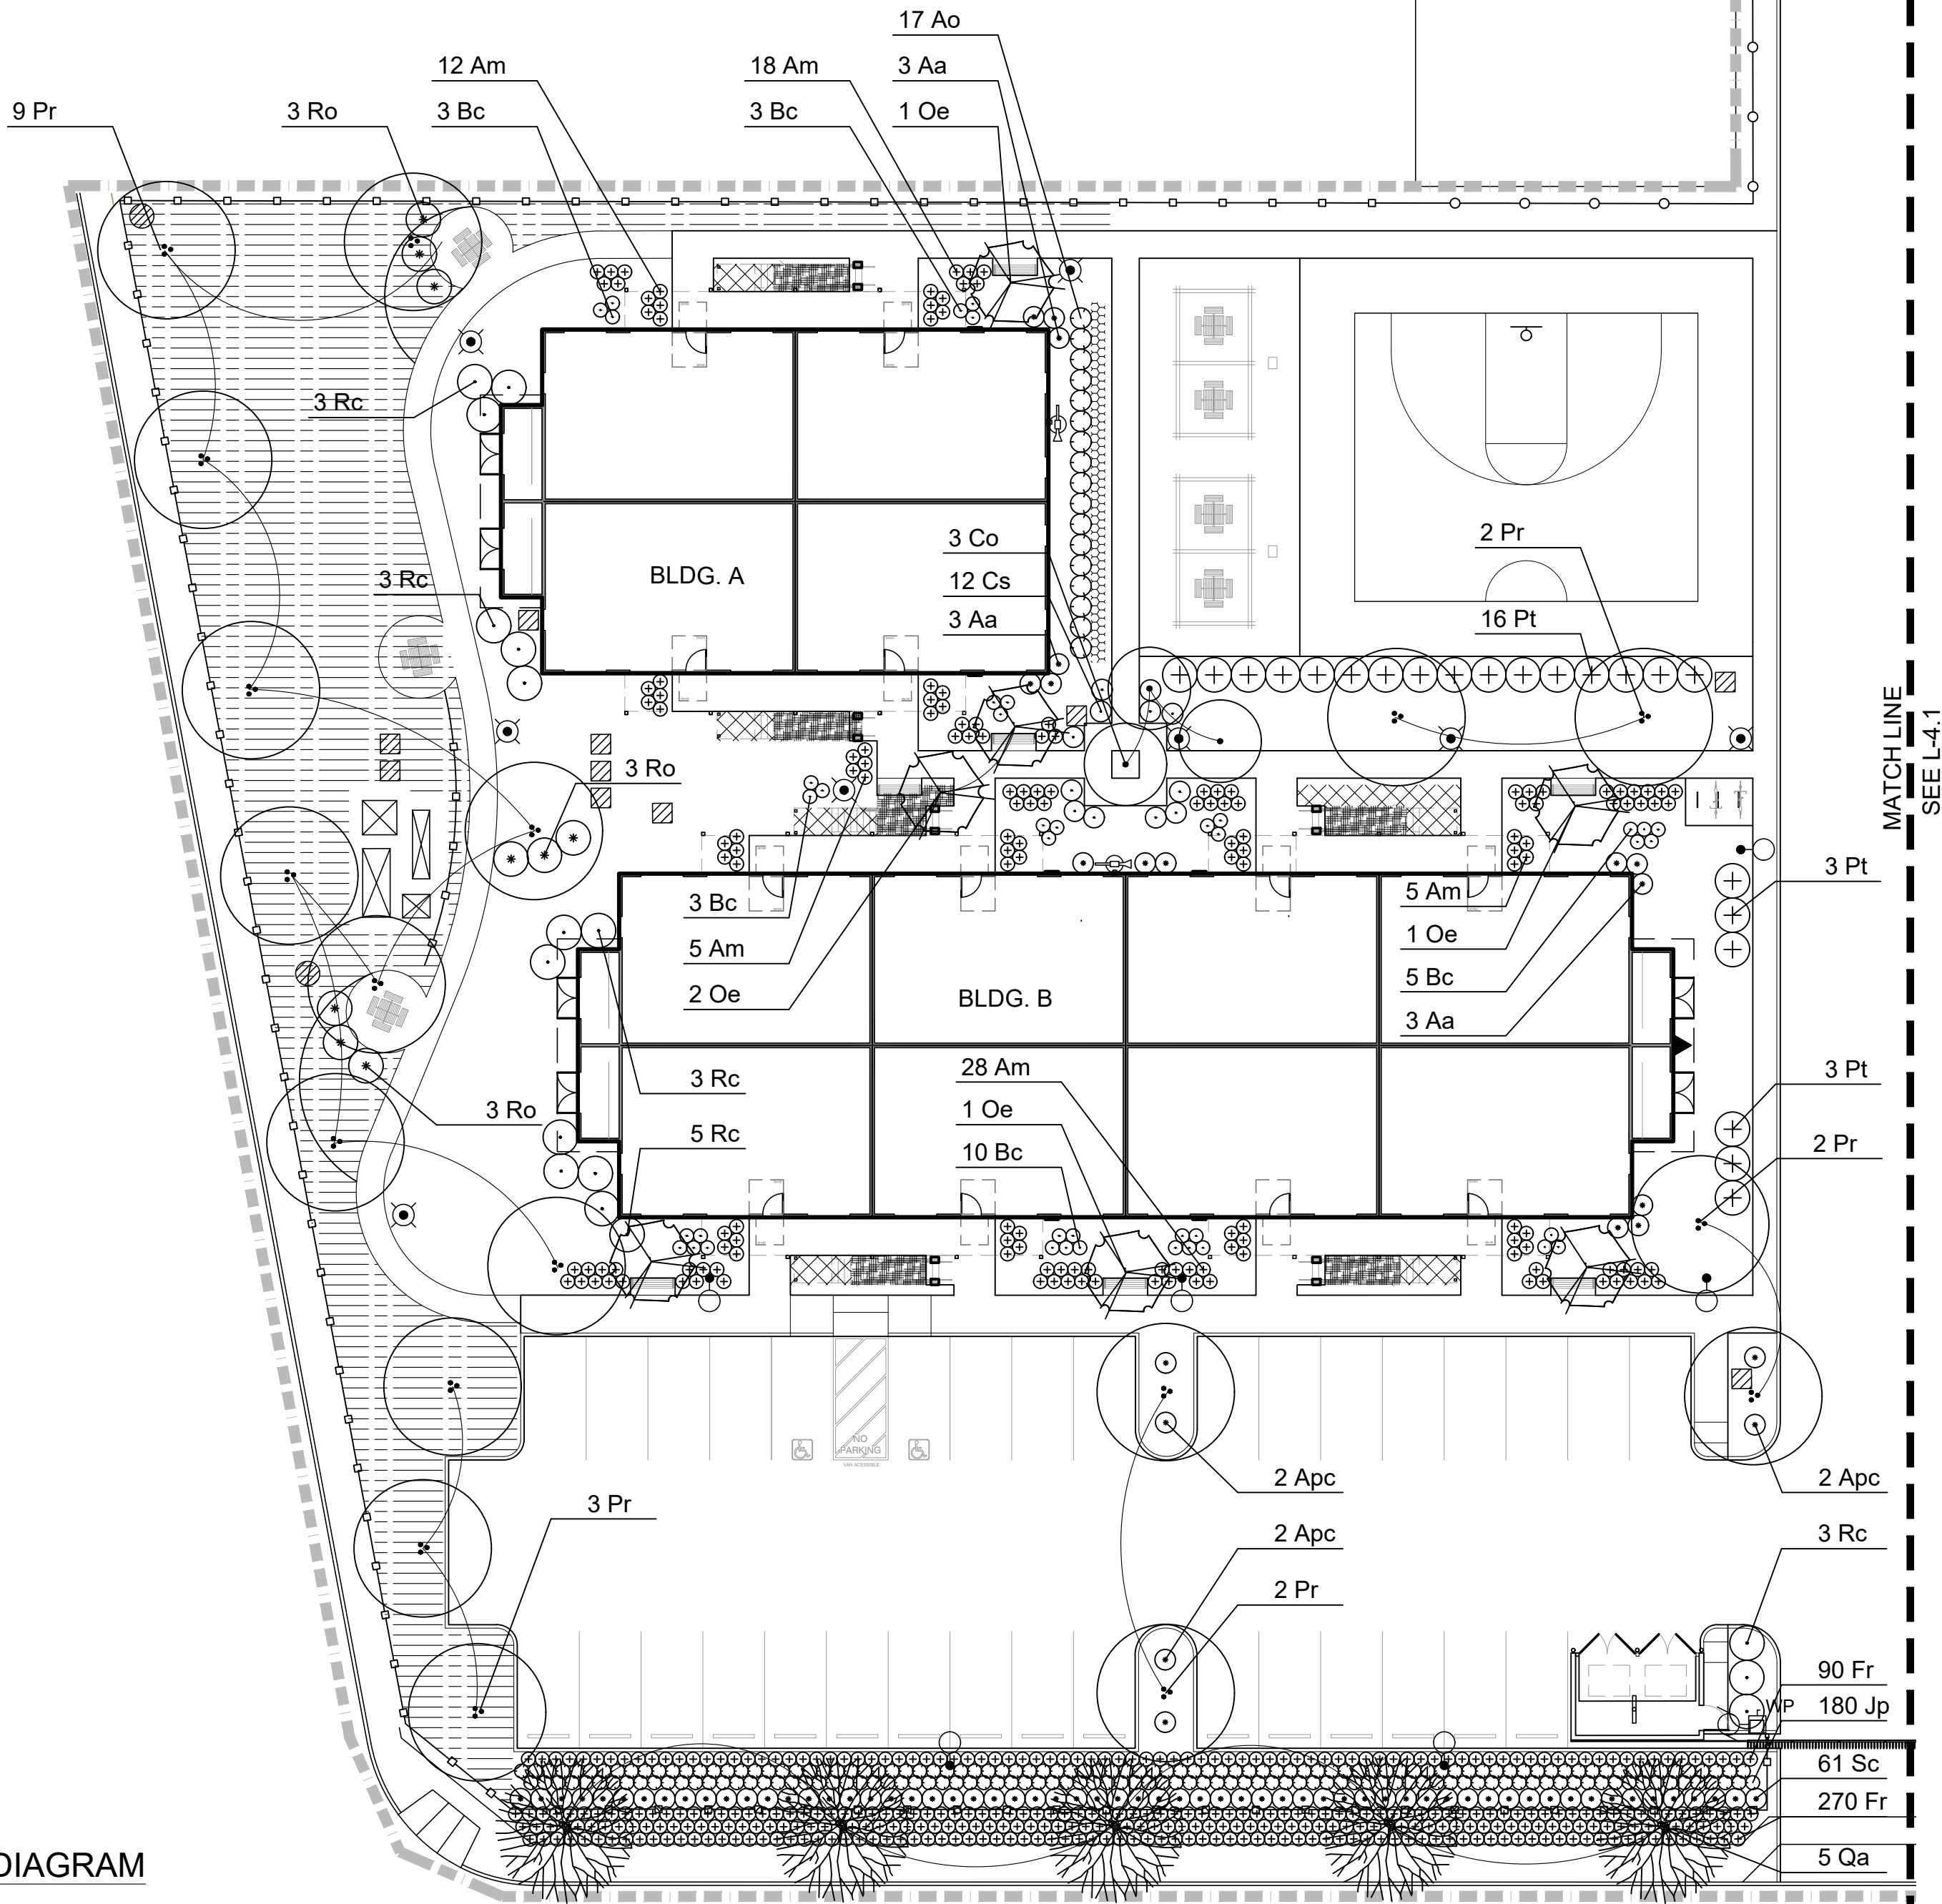 17 Ao
12 Am
18 Am
3 Aa
9 Pr
3 Ro
3 Bc
3 Bc
1 Oe
3 Rc
3 Co
2 Pr
3 Rc
BLDG. A
12 Cs
3 Aa
16 Pt
MATCH LINE
SEE L-4.1
3 Ro
3 Pt
3 Bc
5 Am
5 Am
1 Oe
2 Oe
BLDG. B
5 Bc
3 Aa
28 Am
3 Pt
3 Rc
3 Ro
1 Oe
5 Rc
10 Bc
2 Pr
NO
PARKING
VAN ACESSIBLE
2 Apc
2 Apc
3 Pr
2 Apc
3 Rc
2 Pr
90 Fr
WP
180 Jp
61 Sc
270 Fr
5 Qa
DIAGRAM